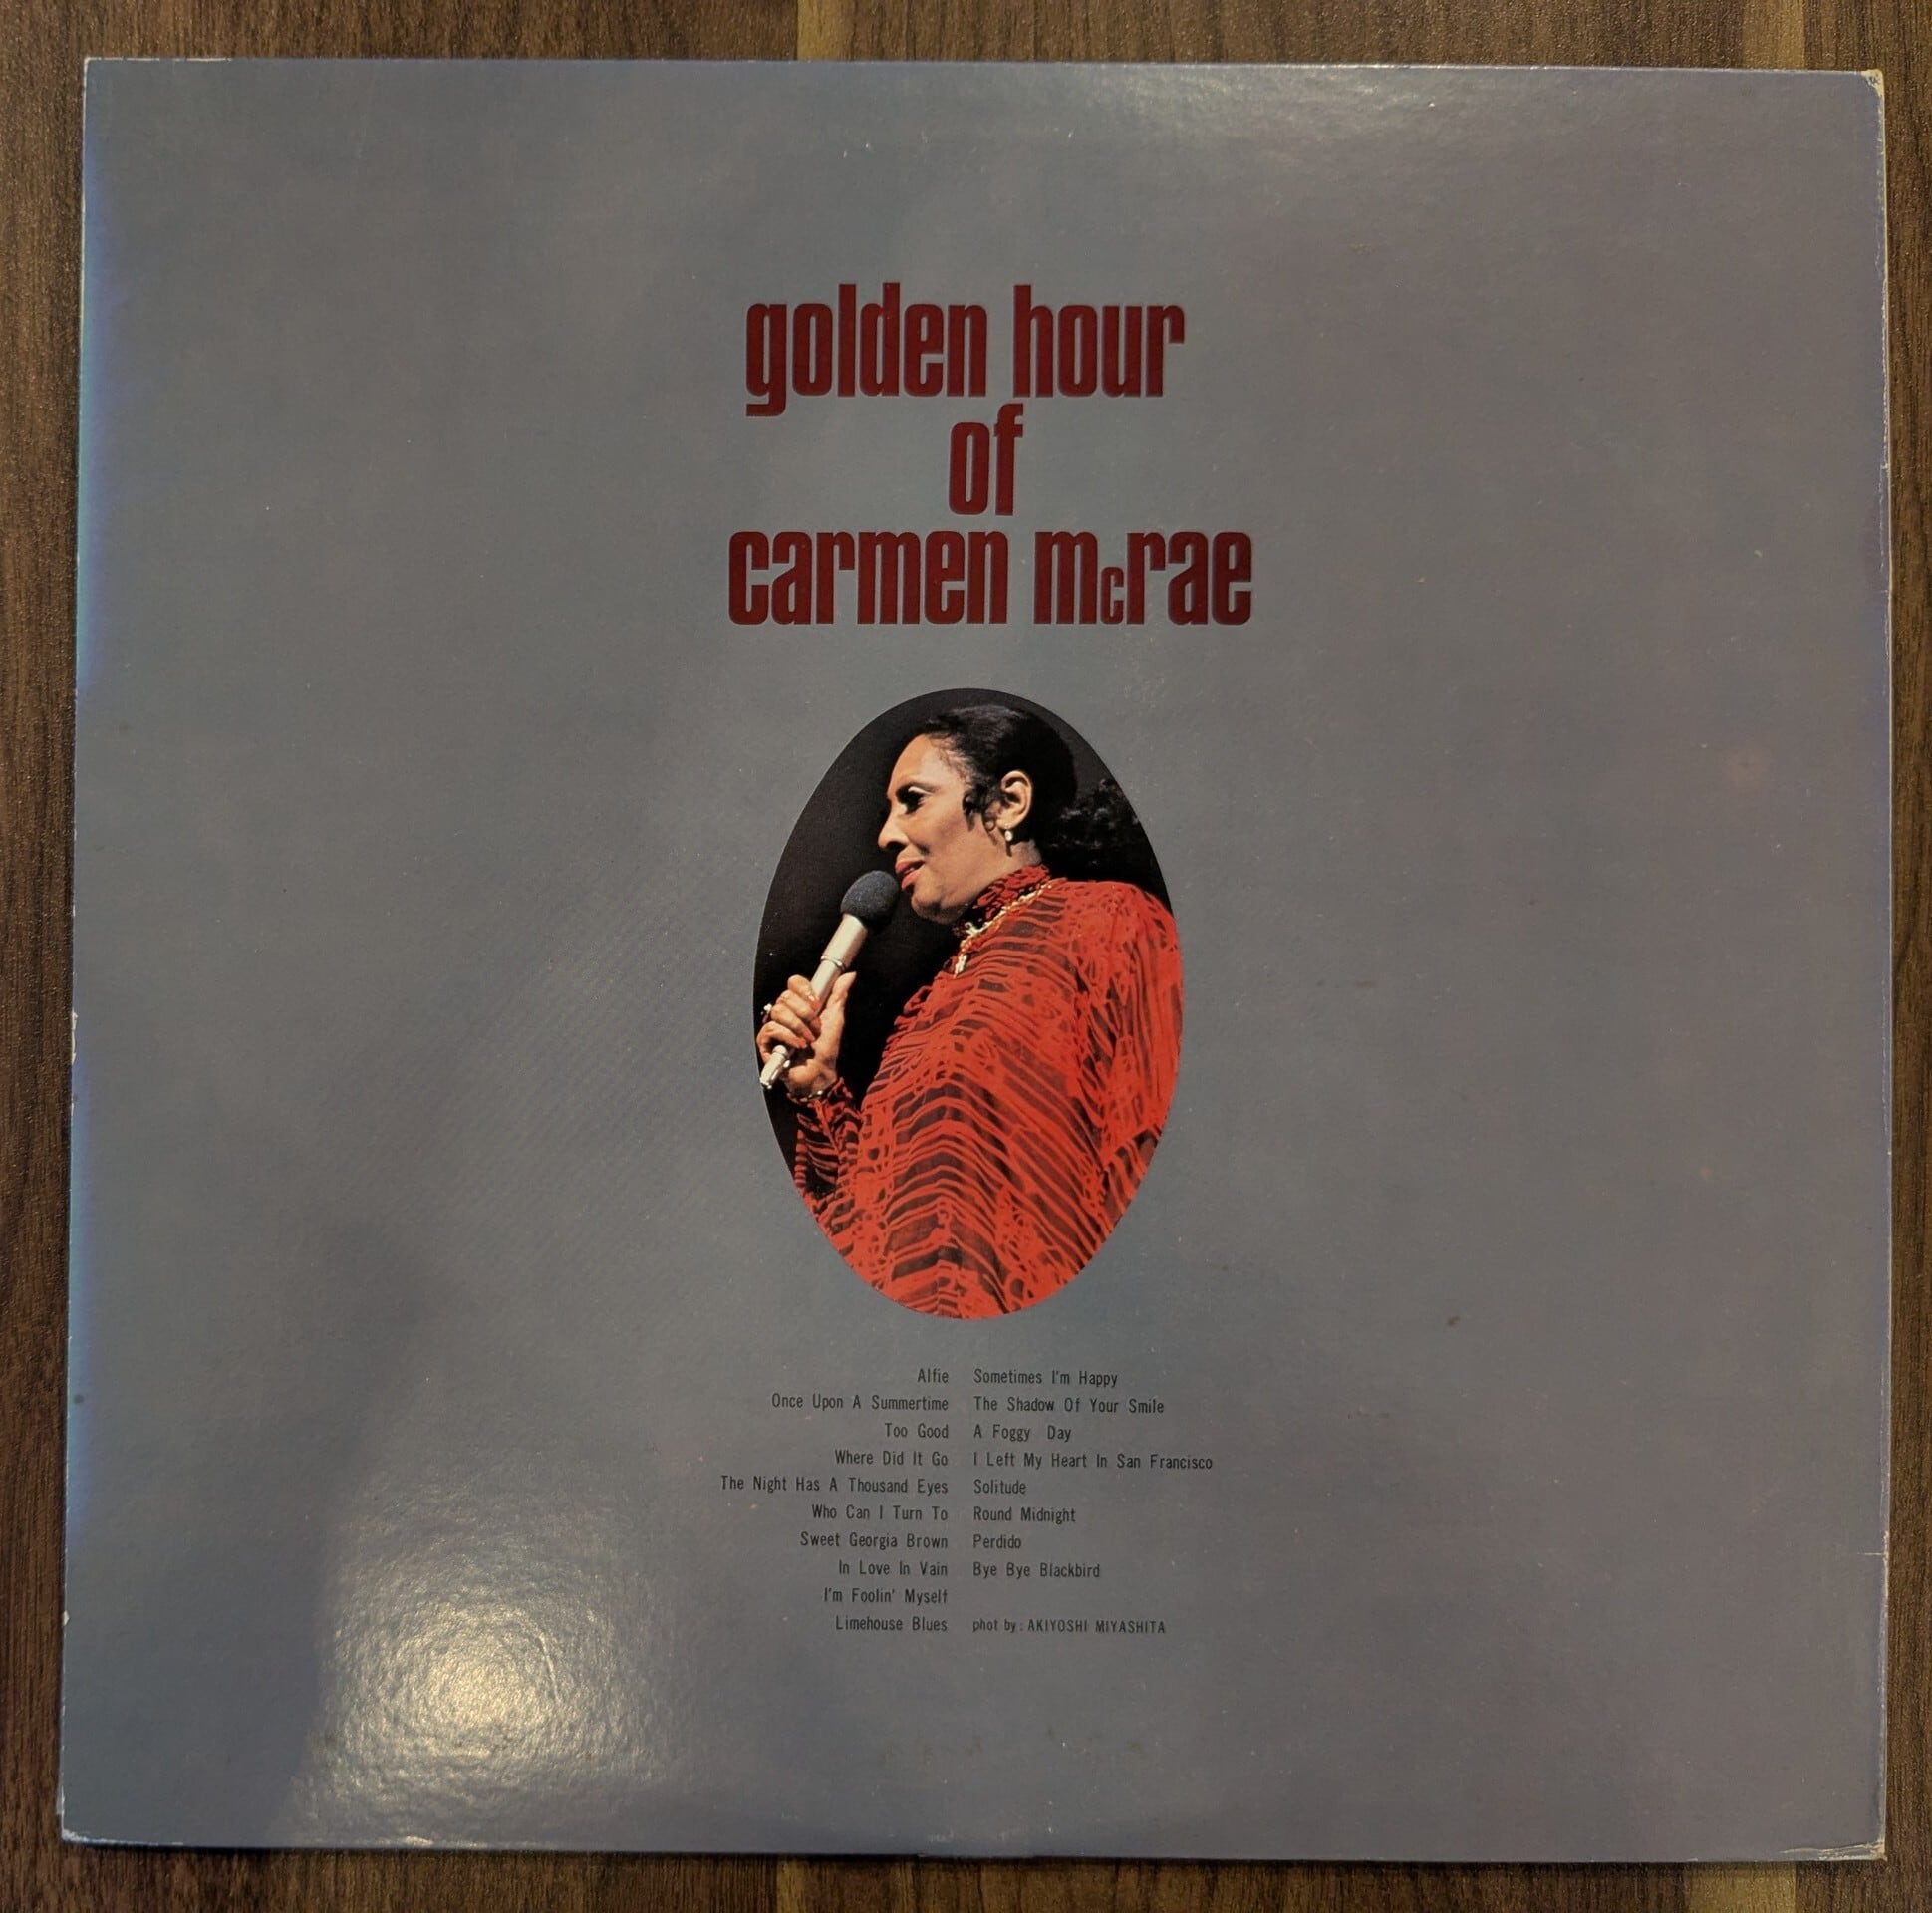 golden hour
of
carmen mcrae
Alfie
Once Upon A Summertime
Too Good
Where Did It Go
The Night Has A Thousand Eyes
Who Can I Turn To
Sweet Georgia Brown
In Love In Vain
I'm Foolin' Myself
Limehouse Blues
Sometimes I'm Happy
The Shadow Of Your Smile
A Foggy Day
I Left My Heart In San Francisco
Solitude
Round Midnight
Perdido
Bye Bye Blackbird
phot by: AKIYOSHI MIYASHITA